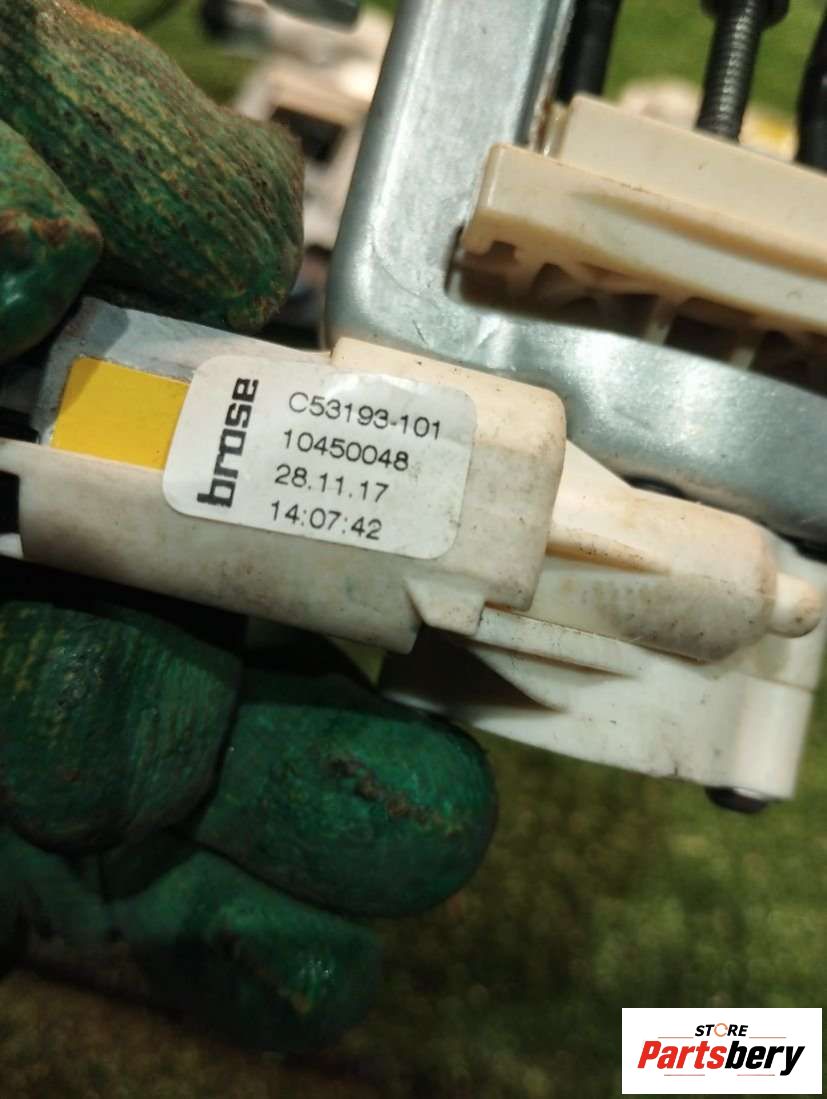 brose
C53193-101
10450048
28.11.17
14:07:42
STORE
Partsbery